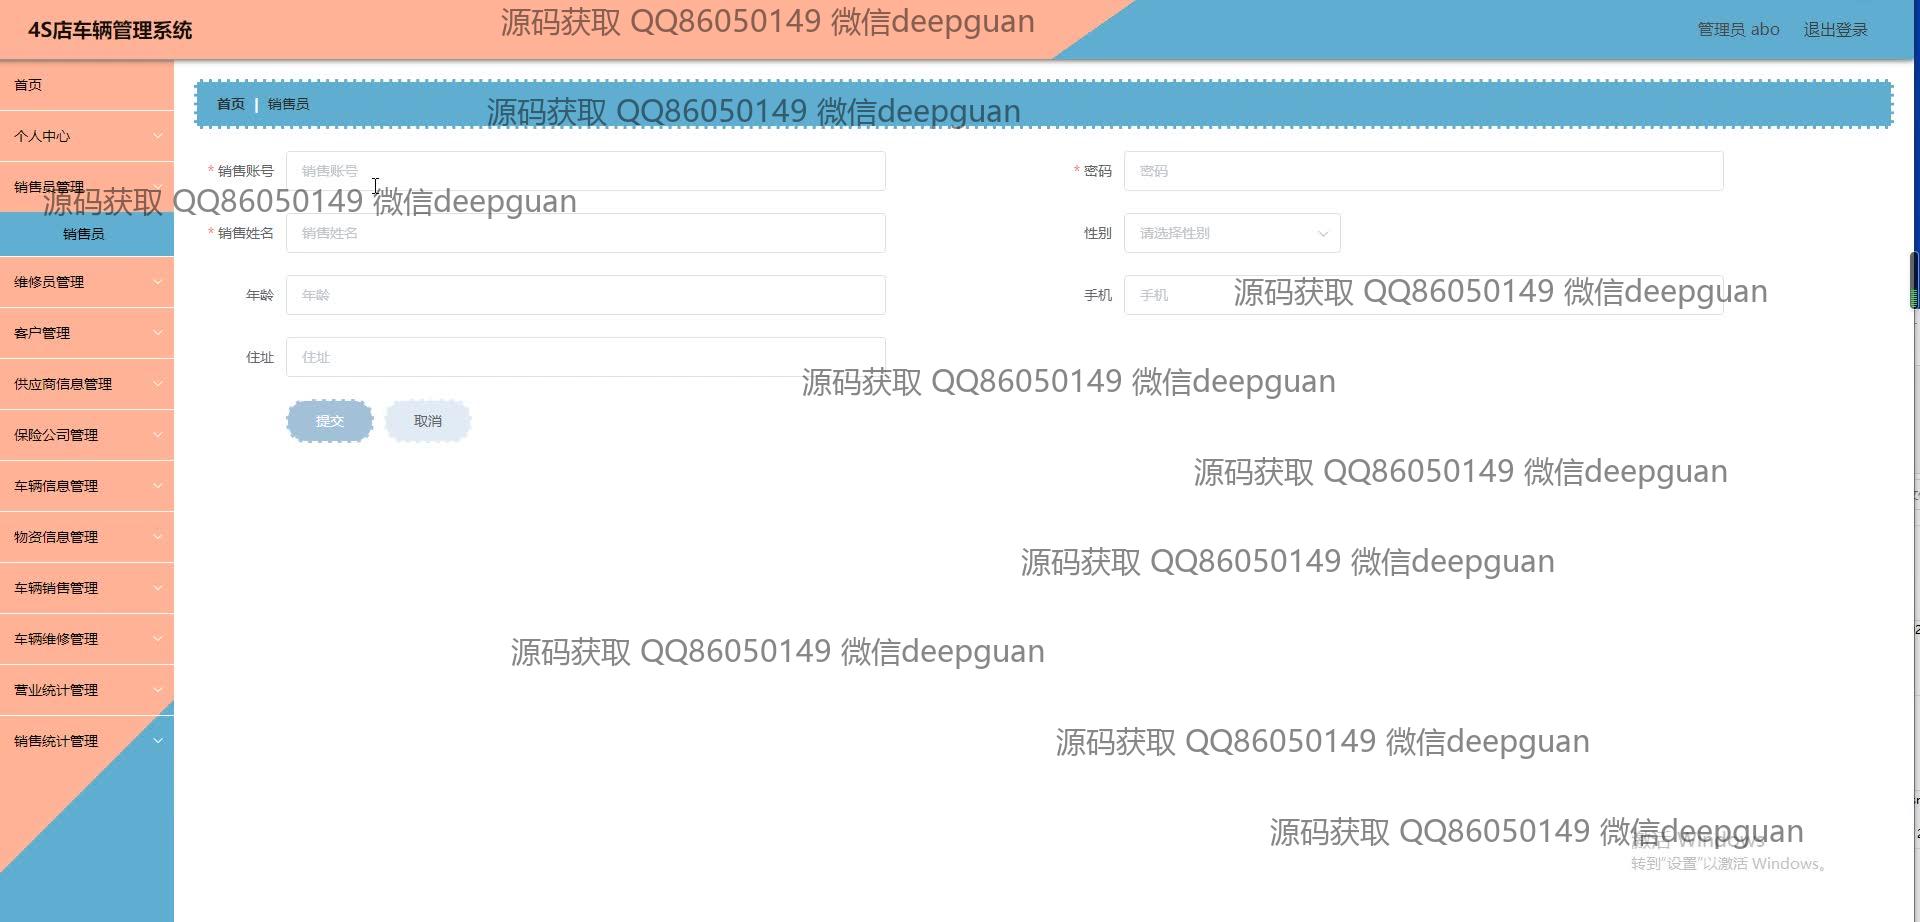 4S店车辆管理系统
源码获取 QQ86050149 微信deepguan
管理员 abo
退出登录
首页
个人中心
销售员管理
销售员
维修员管理
客户管理
供应商信息管理
保险公司管理
车辆信息管理
物资信息管理
车辆销售管理
车辆维修管理
营业统计管理
销售统计管理
首页 | 销售员
源码获取 QQ86050149 微信deepguan
* 销售账号 销售账号
* 密码 密码
源码获取 QQ86050149 微信deepguan
* 销售姓名 销售姓名
性别 请选择性别
年龄 年龄
手机 手机
源码获取 QQ86050149 微信deepguan
住址 住址
源码获取 QQ86050149 微信deepguan
提交
取消
源码获取 QQ86050149 微信deepguan
源码获取 QQ86050149 微信deepguan
源码获取 QQ86050149 微信deepguan
源码获取 QQ86050149 微信deepguan
源码获取 QQ86050149 微信deepguan
激活 Windows
转到"设置"以激活 Windows。